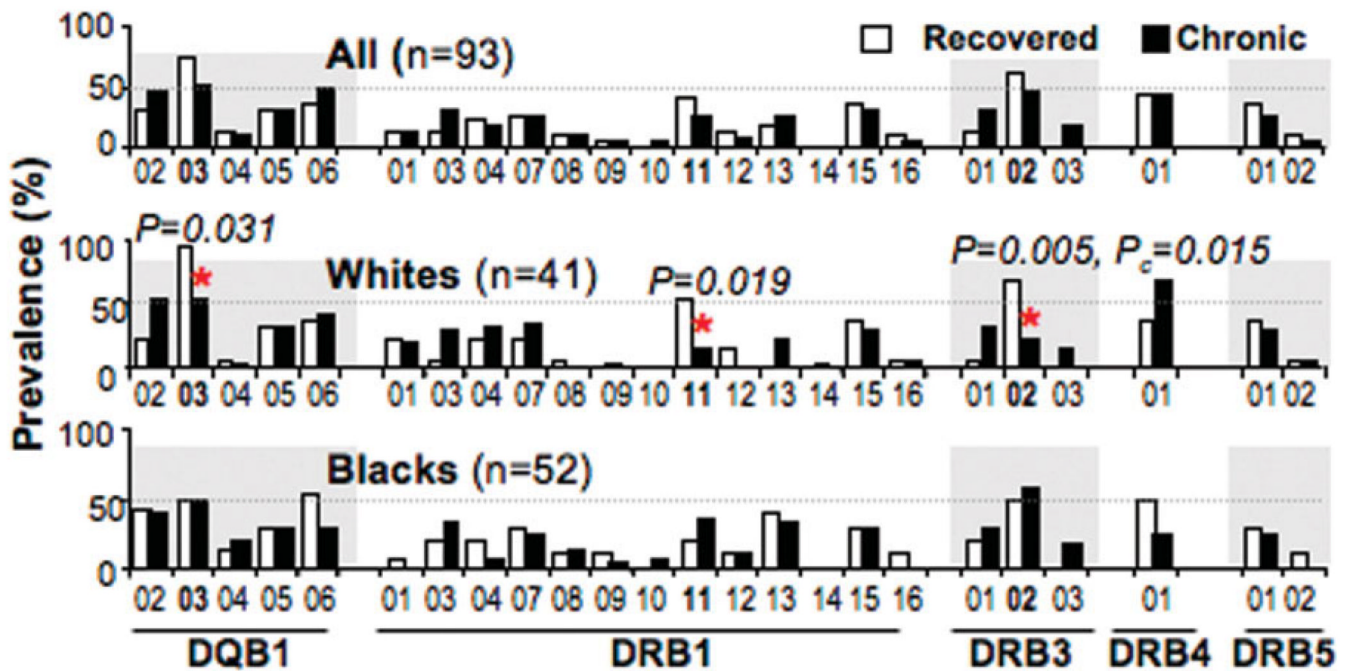 100
Recovered
Chronic
All (n=93)
50
0
02 03 04 05 06 01 03 04 07 08 09 10 11 12 13 14 15 16 01 02 03 01 01 02
Prevalence (%)
P=0.031
100
Whites (n=41)
P=0.019
P=0.005, Pc=0.015
*
*
*
50
0
02 03 04 05 06 01 03 04 07 08 09 10 11 12 13 14 15 16 01 02 03 01 01 02
100
Blacks (n=52)
50
0
02 03 04 05 06 01 03 04 07 08 09 10 11 12 13 14 15 16 01 02 03 01 01 02
DQB1 DRB1 DRB3 DRB4 DRB5